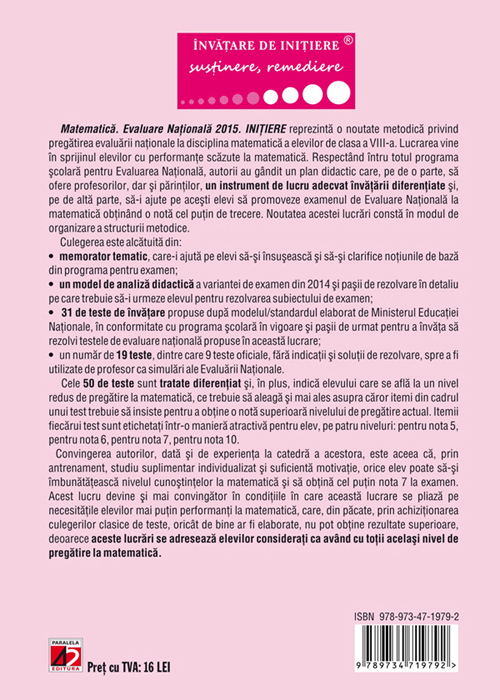 ÎNVĂȚARE DE INIȚIERE ®
susținere, remediere
Matematică. Evaluare Națională 2015. INIȚIERE reprezintă o noutate metodică privind
pregătirea evaluării naționale la disciplina matematică a elevilor de clasa a VIII-a. Lucrarea vine
în sprijinul elevilor cu performanțe scăzute la matematică. Respectând întru totul programa
școlară pentru Evaluarea Națională, autorii au gândit un plan didactic care, pe de o parte, să
ofere profesorilor, dar și părinților, un instrument de lucru adecvat învățării diferențiate și,
pe de altă parte, să-i ajute pe acești elevi să promoveze examenul de Evaluare Națională la
matematică obținând o notă cel puțin de trecere. Noutatea acestei lucrări constă în modul de
organizare a structurii metodice.
Culegerea este alcătuită din:
• memorator tematic, care-i ajută pe elevi să-și însușească și să-și clarifice noțiunile de bază
din programa pentru examen;
• un model de analiză didactică a variantei de examen din 2014 și pașii de rezolvare în detaliu
pe care trebuie să-i urmeze elevul pentru rezolvarea subiectului de examen;
• 31 de teste de învățare propuse după modelul/standardul elaborat de Ministerul Educației
Naționale, în conformitate cu programa școlară în vigoare și pașii de urmat pentru a învăța să
rezolvi testele de evaluare națională propuse în această lucrare;
• un număr de 19 teste, dintre care 9 teste oficiale, fără indicații și soluții de rezolvare, spre a fi
utilizate de profesor ca simulări ale Evaluării Naționale.
Cele 50 de teste sunt tratate diferențiat și, în plus, indică elevului care se află la un nivel
redus de pregătire la matematică, ce trebuie să aleagă și mai ales asupra căror itemi din cadrul
unui test trebuie să insiste pentru a obține o notă superioară nivelului de pregătire actual. Itemii
fiecărui test sunt etichetați într-o manieră atractivă pentru elev, pe patru niveluri: pentru nota 5,
pentru nota 6, pentru nota 7, pentru nota 10.
Convingerea autorilor, dată și de experiența la catedră a acestora, este aceea că, prin
antrenament, studiu suplimentar individualizat și suficientă motivație, orice elev poate să-și
îmbunătățească nivelul cunoștințelor la matematică și să obțină cel puțin nota 7 la examen.
Acest lucru devine și mai convingător în condițiile în care această lucrare se pliază pe
necesitățile elevilor mai puțin performanți la matematică, care, din păcate, prin achiziționarea
culegerilor clasice de teste, oricât de bine ar fi elaborate, nu pot obține rezultate superioare,
deoarece aceste lucrări se adresează elevilor considerați ca având cu toții același nivel de
pregătire la matematică.
ISBN 978-973-47-1979-2
PARALELA
45
EDITURA
Preț cu TVA: 16 LEI
9 789734 719792 >